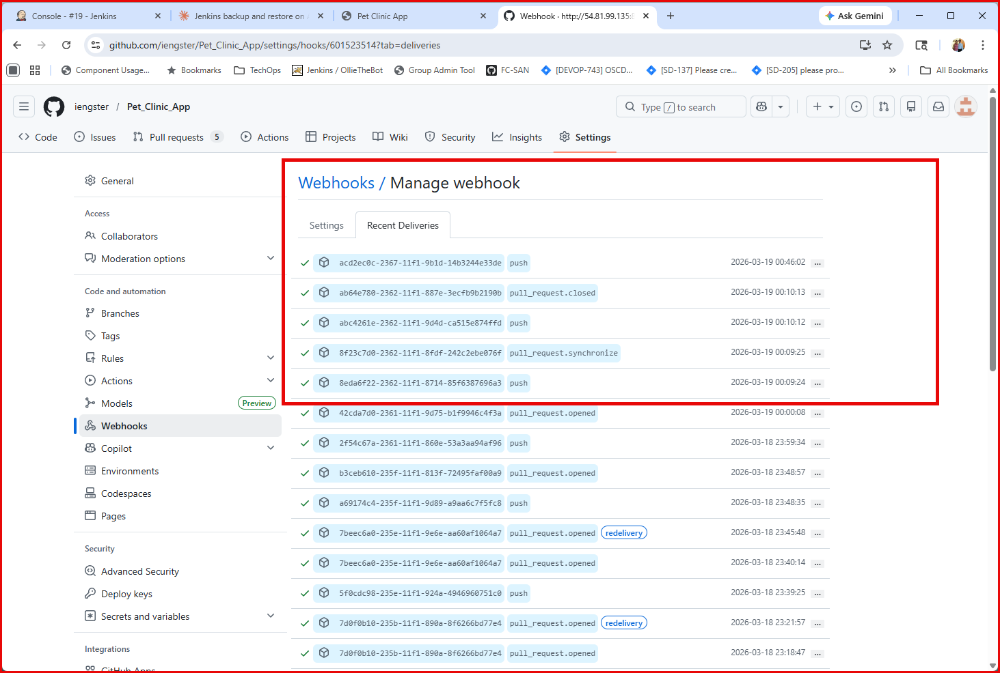 Console - #19 - Jenkins
Jenkins backup and restore on
Pet Clinic App
Webhook · http://54.81.99.135:8
Ask Gemini
github.com/iengster/Pet_Clinic_App/settings/hooks/601523514?tab=deliveries
Component Usage...
Bookmarks
TechOps
Jenkins / OllieTheBot
Group Admin Tool
FC-SAN
[DEVOP-743] OSCD...
[SD-137] Please cre...
[SD-205] please pro...
»
All Bookmarks
iengster / Pet_Clinic_App
Type / to search
Code
Issues
Pull requests 5
Actions
Projects
Wiki
Security
Insights
Settings
General
Access
Collaborators
Moderation options
Code and automation
Branches
Tags
Rules
Actions
Models Preview
Webhooks
Copilot
Environments
Codespaces
Pages
Security
Advanced Security
Deploy keys
Secrets and variables
Integrations
GitHub Apps
Webhooks / Manage webhook
Settings
Recent Deliveries
acd2ec0c-2367-11f1-9b1d-14b3244e33de push 2026-03-19 00:46:02 ...
ab64e780-2362-11f1-887e-3ecfb9b2190b pull_request.closed 2026-03-19 00:10:13 ...
abc4261e-2362-11f1-9d4d-ca515e874ffd push 2026-03-19 00:10:12 ...
8f23c7d0-2362-11f1-8fdf-242c2ebe076f pull_request.synchronize 2026-03-19 00:09:25 ...
8eda6f22-2362-11f1-8714-85f6387696a3 push 2026-03-19 00:09:24 ...
42cda7d0-2361-11f1-9d75-b1f9946c4f3a pull_request.opened 2026-03-19 00:00:08 ...
2f54c67a-2361-11f1-860e-53a3aa94af96 push 2026-03-18 23:59:34 ...
b3ceb610-235f-11f1-813f-72495faf00a9 pull_request.opened 2026-03-18 23:48:57 ...
a69174c4-235f-11f1-9d89-a9aa6c7f5fc8 push 2026-03-18 23:48:35 ...
7beec6a0-235e-11f1-9e6e-aa60af1064a7 pull_request.opened redelivery 2026-03-18 23:45:48 ...
7beec6a0-235e-11f1-9e6e-aa60af1064a7 pull_request.opened 2026-03-18 23:40:14 ...
5f0cdc98-235e-11f1-924a-4946960751c0 push 2026-03-18 23:39:25 ...
7d0f0b10-235b-11f1-890a-8f6266bd77e4 pull_request.opened redelivery 2026-03-18 23:21:57 ...
7d0f0b10-235b-11f1-890a-8f6266bd77e4 pull_request.opened 2026-03-18 23:18:47 ...